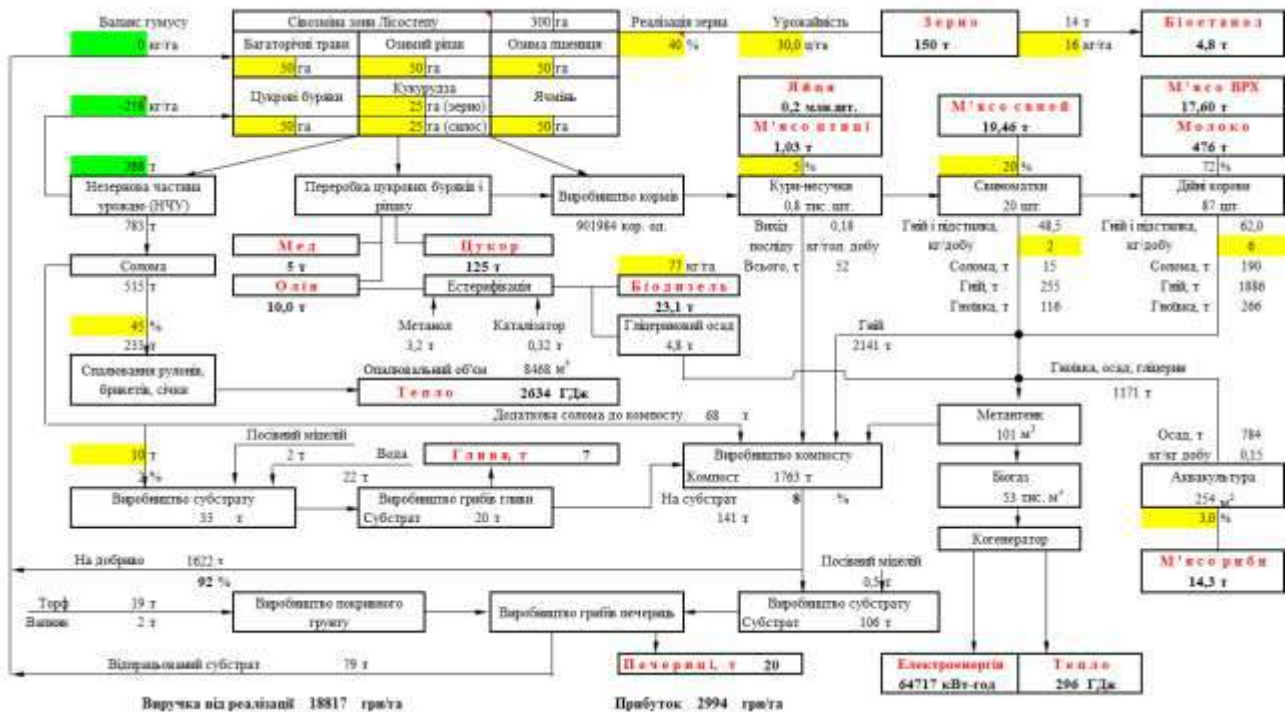 Баланс гумусу
0 кг/га
Сівозміна зони Лісостепу 300 га
Реалізація зерна
40 %
Урожайність
30,0 ц/га
Зерно
150 т
14 т
16 кг/га
Біоетанол
4,8 т
Багаторічні трави
50 га
Озимий ріпак
50 га
Озима пшениця
50 га
Цукрові буряки
50 га
Кукурудза
25 га (зерно)
25 га (силос)
Ячмінь
50 га
кг/га
т
Яйця
0,2 млн.шт.
М'ясо птиці
1,03 т
5 %
М'ясо свиней
19,46 т
20 %
М'ясо ВРХ
17,60 т
Молоко
476 т
72 %
Незернова частина
урожаю (НЧУ)
783 т
Переробка цукрових буряків і
ріпаку
Виробництво кормів
901984 кор. од.
Кури-несучки
0,8 тис. шт.
Свиноматки
20 шт.
Дійні корови
87 шт.
Вихід 0,18
посліду кг/гол. добу
Всього, т 52
Гній і підстилка, 48,5
кг/добу 2
Солома, т 15
Гній, т 255
Гноївка, т 116
Гній і підстилка, 62,0
кг/добу 6
Солома, т 190
Гній, т 1886
Гноївка, т 266
Мед
5 т
Цукор
125 т
Солома
515 т
Олія
10,0 т
Естерифікація
77 кг/га
Біодизель
23,1 т
Метанол
3,2 т
Каталізатор
0,32 т
Гліцериновий осад
4,8 т
45 %
т
Спалювання рулонів,
брикетів, січки
Опалювальний об'єм 8468 м³
Тепло 2634 ГДж
Гній
2141 т
Гноївка, осад, гліцерин
1171 т
Додаткова солома до компосту 68 т
Метантенк
101 м³
Осад, т 784
кг/кг добу 0,15
10 т
2 %
Посівний міцелій
2 т
Вода
22 т
Глива, т 7
Виробництво компосту
Компост 1763 т
Біогаз
53 тис. м³
Аквакультура
254 м²
3,0 %
Виробництво субстрату
33 т
Виробництво грибів гливи
Субстрат 20 т
На субстрат 8 %
141 т
Когенератор
М'ясо риби
14,3 т
На добриво 1622 т
92 %
Посівний міцелій
0,5 т
Торф 19 т
2 т
Виробництво покривного
грунту
Виробництво грибів печериць
Виробництво субстрату
Субстрат 106 т
Відпрацьований субстрат 79 т
Печериці, т 20
Електроенергія
64717 кВт-год
Тепло
296 ГДж
Виручка від реалізації 18817 грн/га
Прибуток 2994 грн/га